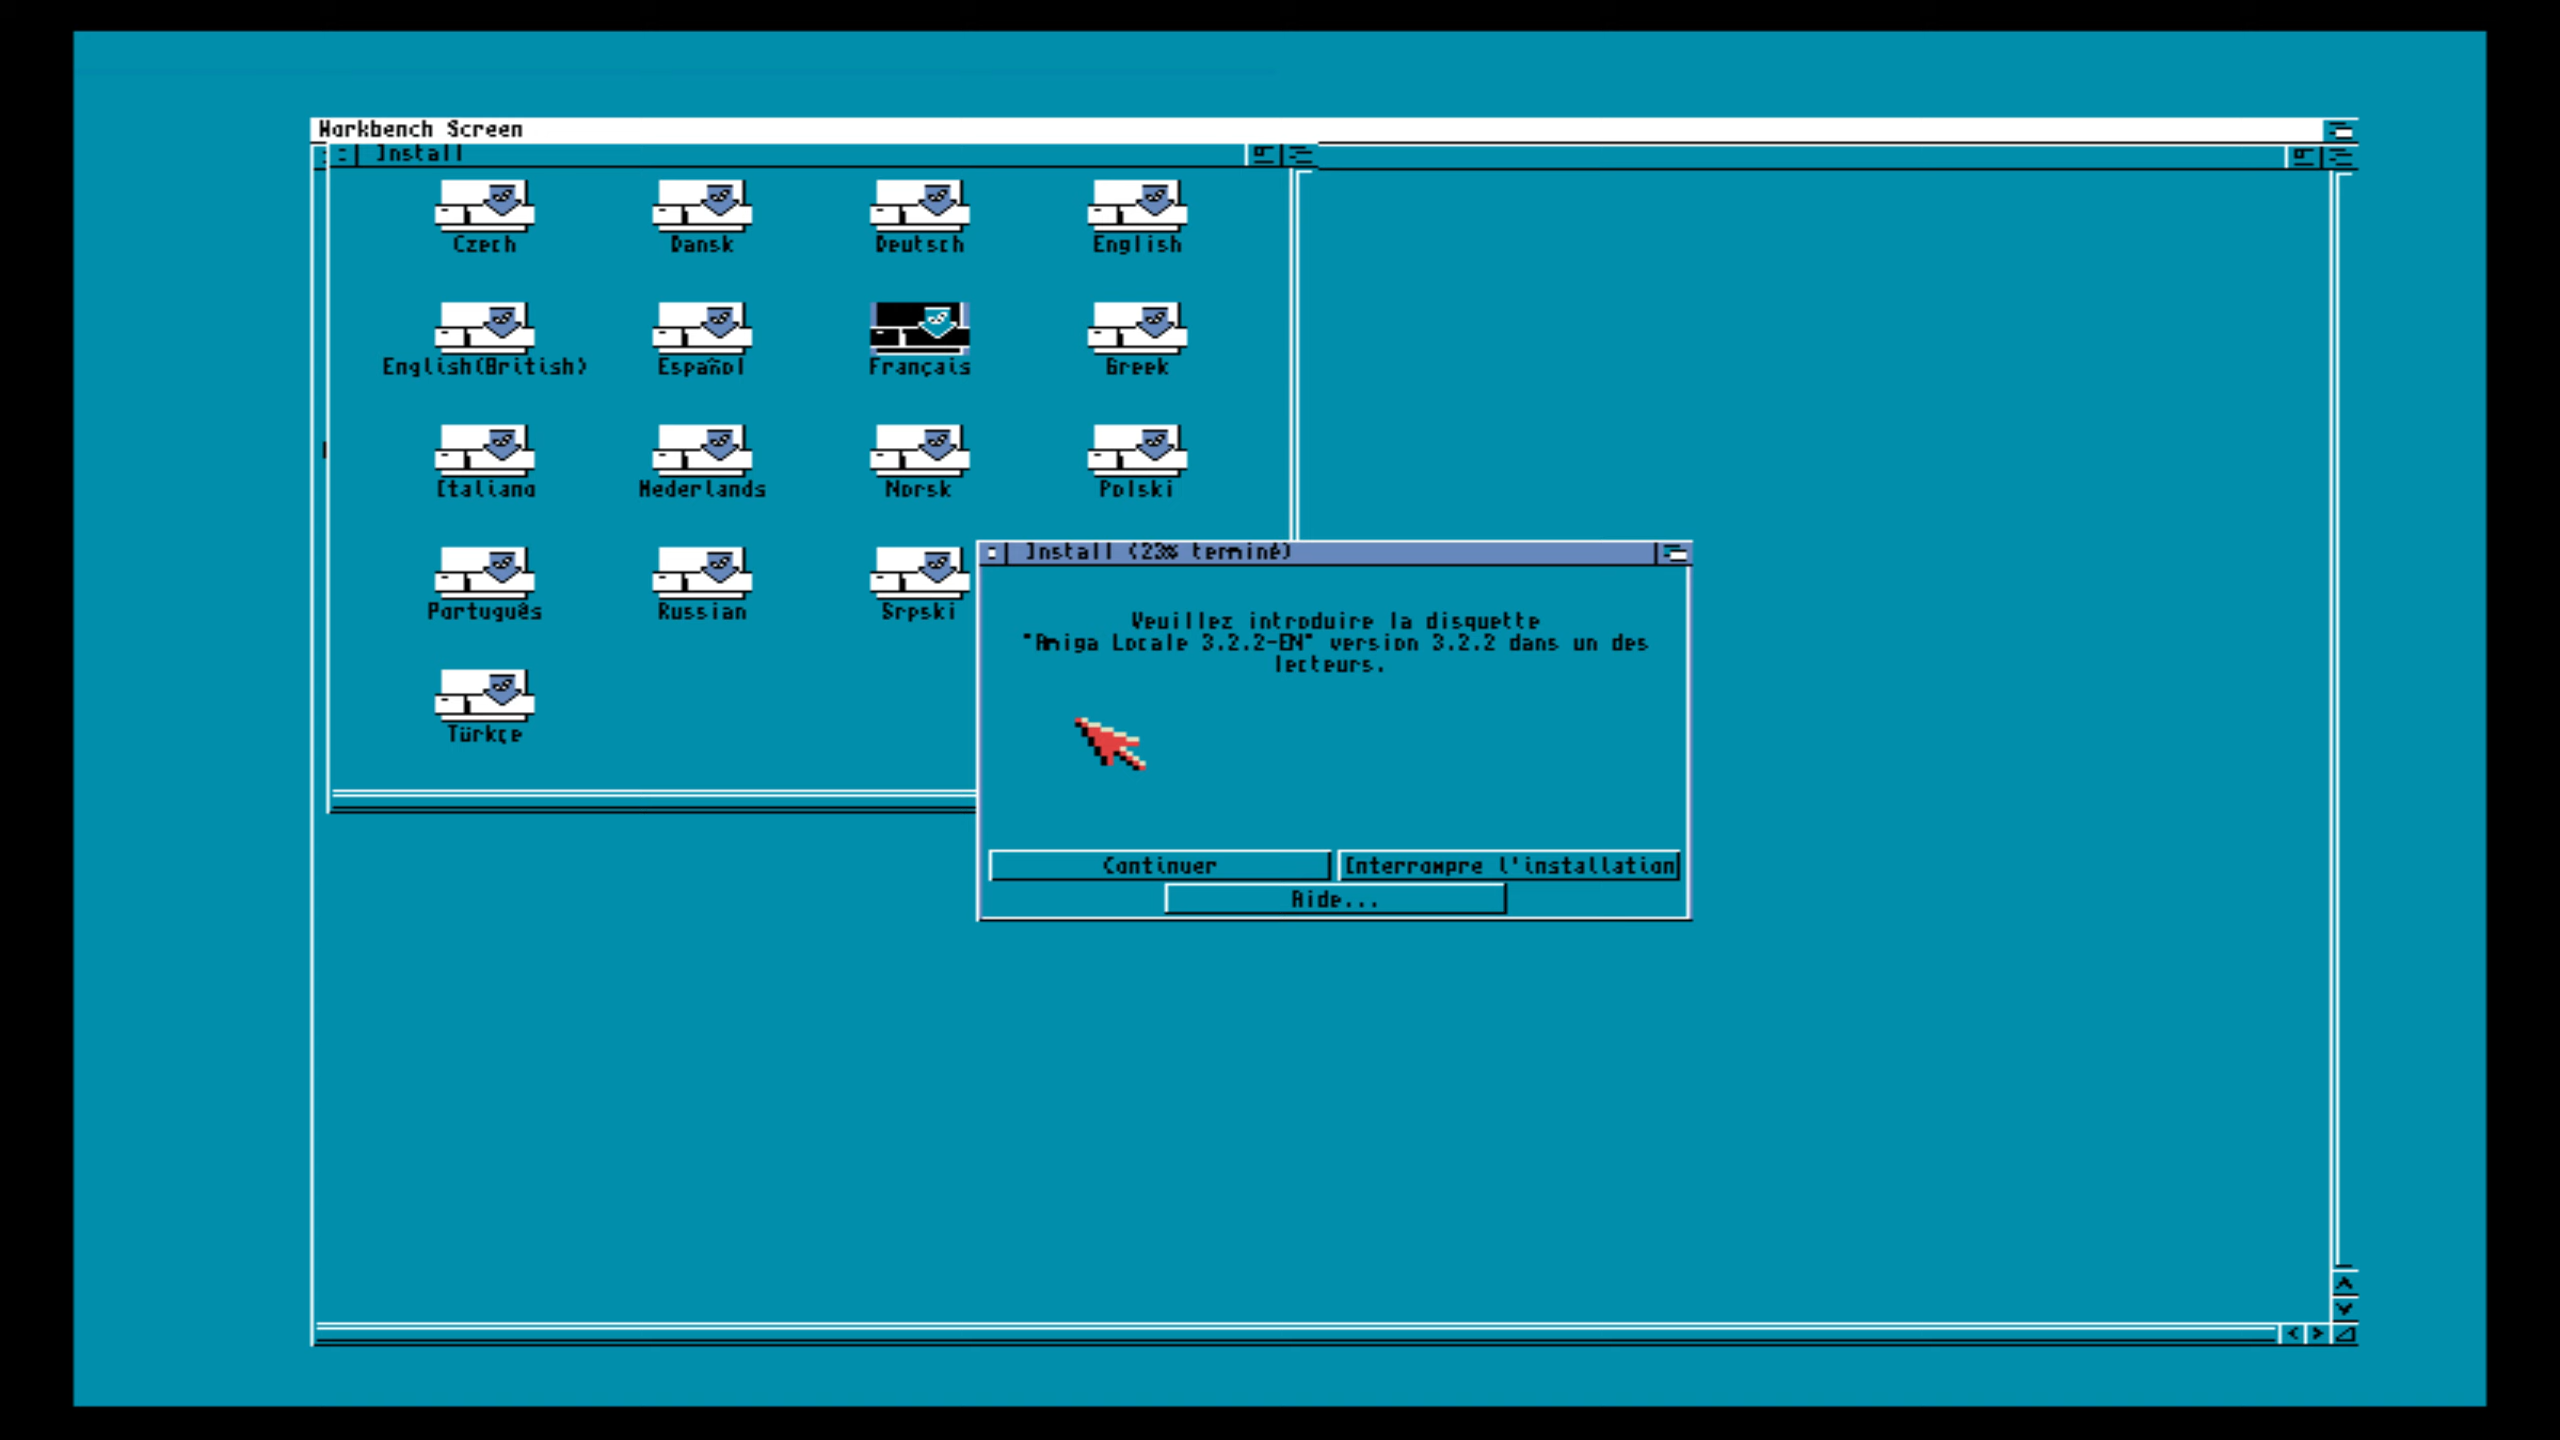 Workbench Screen
Install
Czech
Dansk
Deutsch
English
English(British)
Español
Français
Greek
Italiano
Nederlands
Norsk
Polski
Português
Russian
Srpski
Türkçe
Install (23% terminé)
Veuillez introduire la disquette
"Amiga Locale 3.2.2-EN" version 3.2.2 dans un des
lecteurs.
Continuer
Interrompre l'installation
Aide...